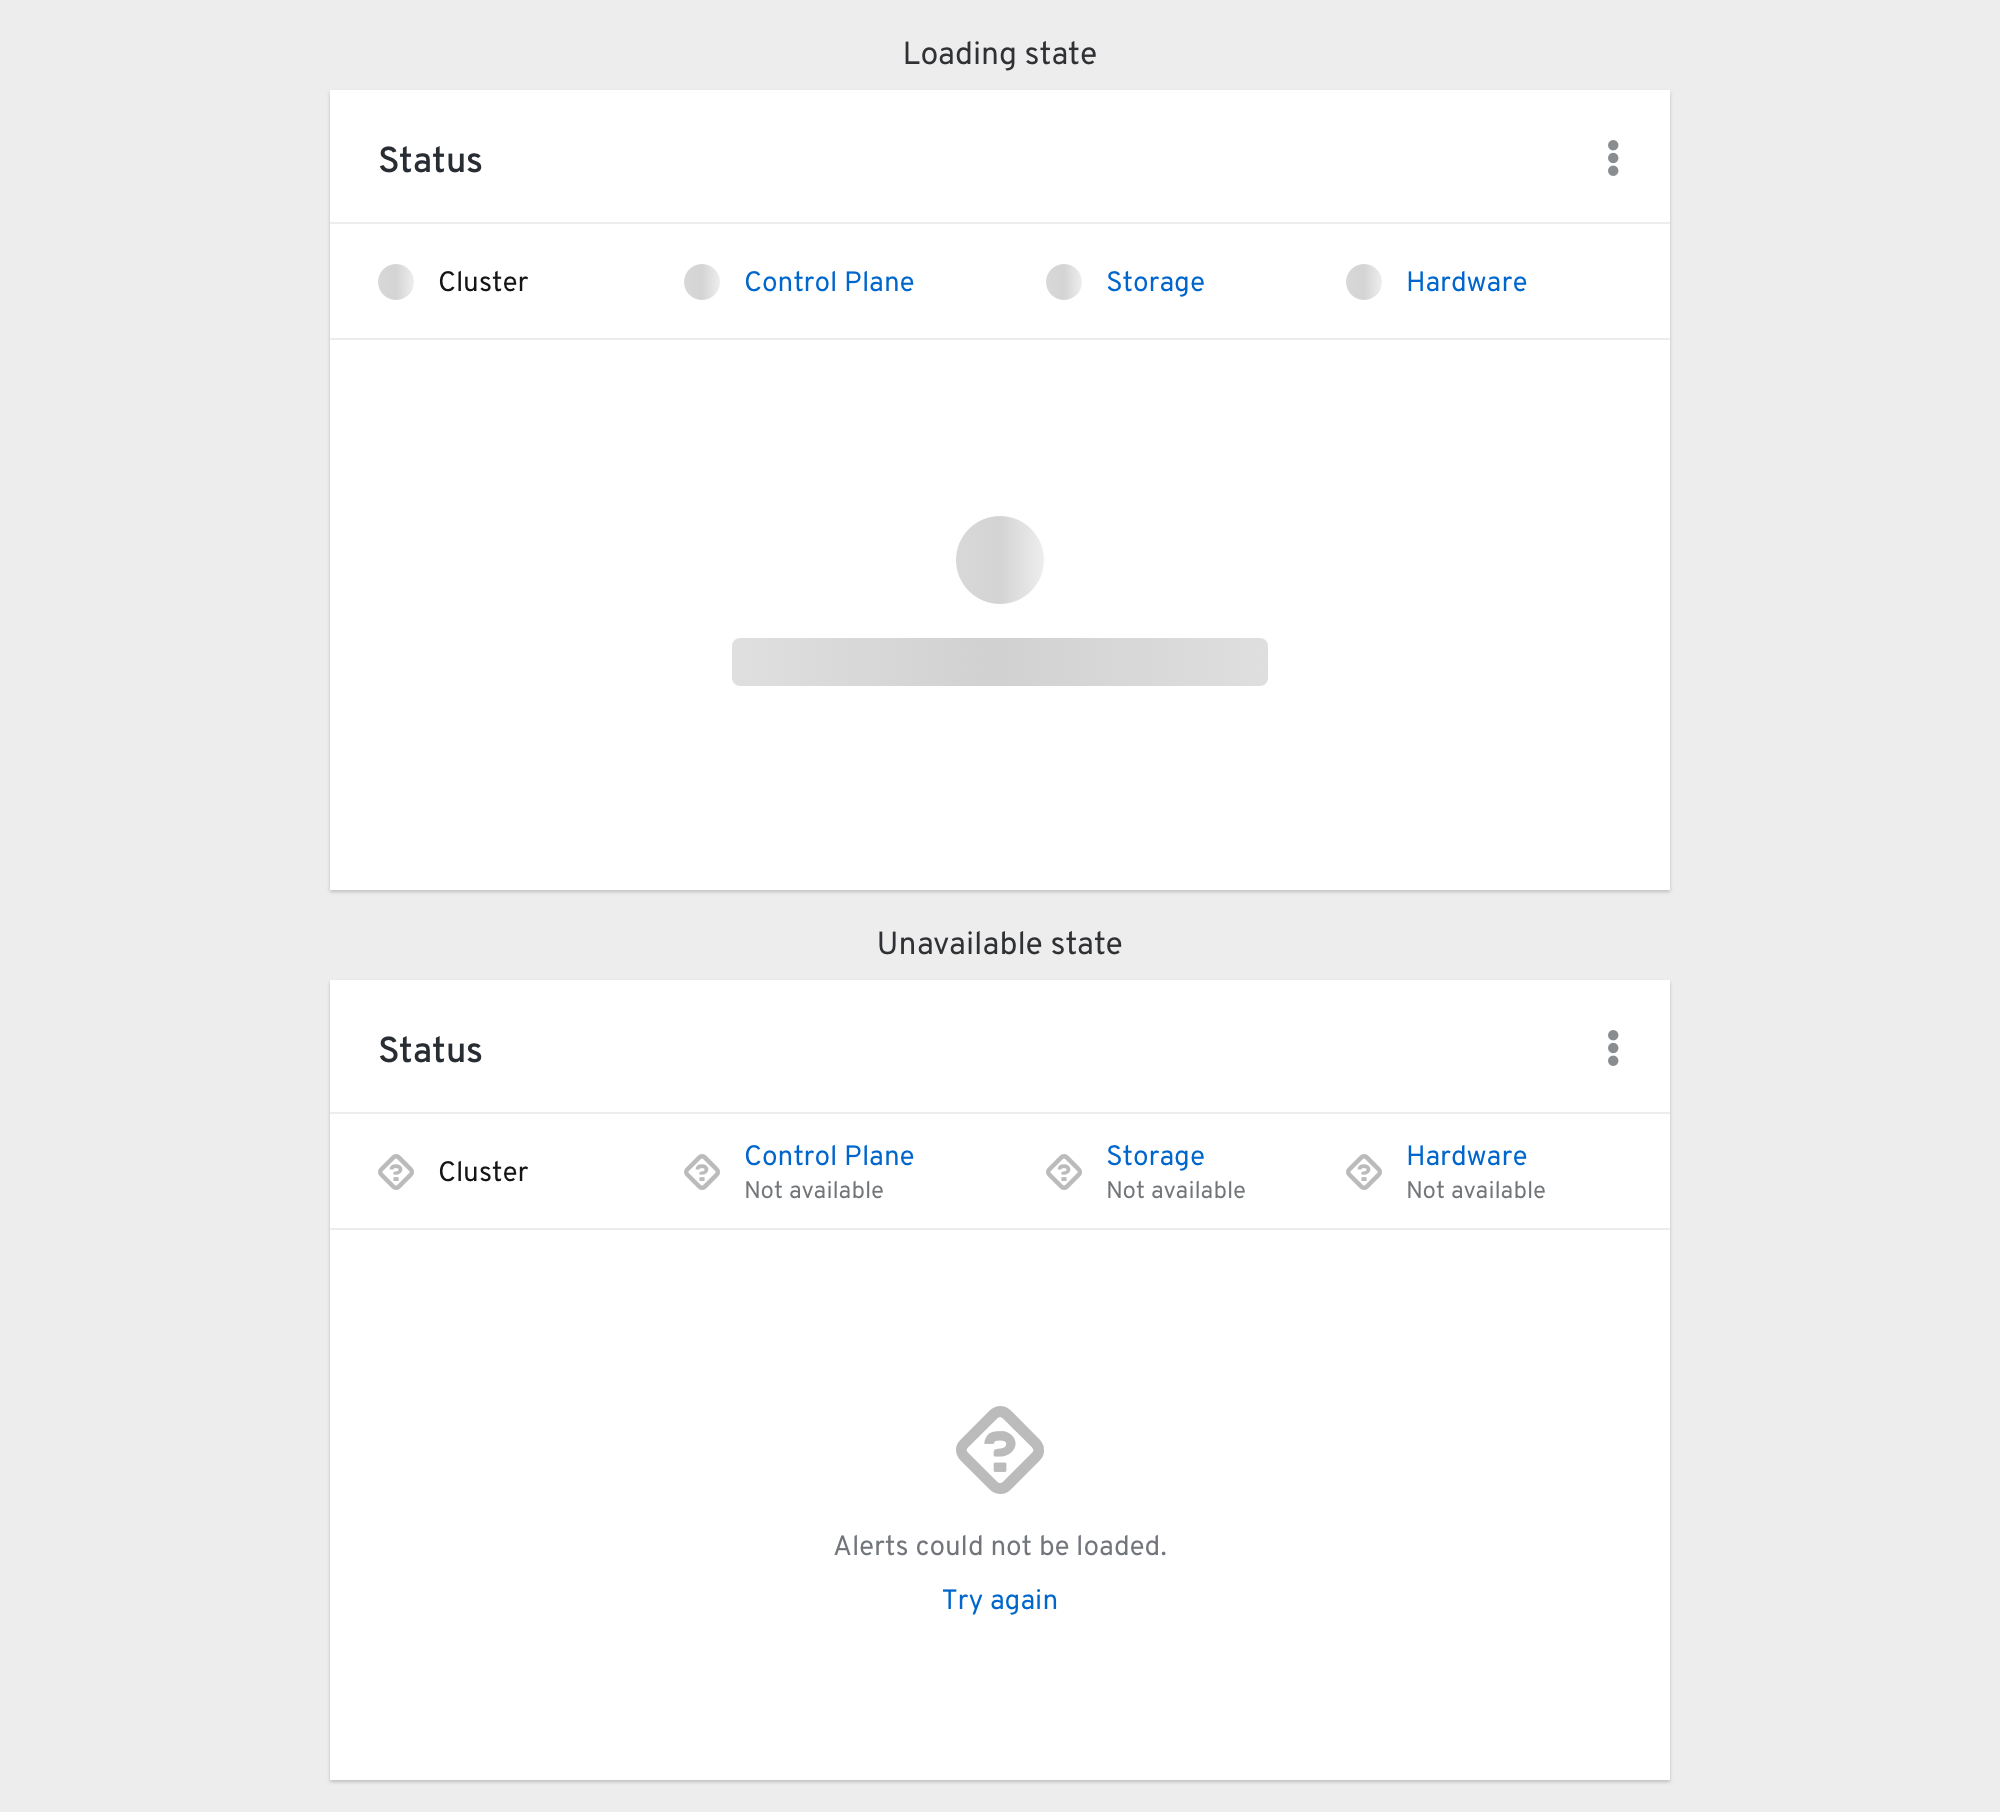 Loading state
Status
Cluster
Control Plane
Storage
Hardware
Unavailable state
Status
Cluster
Control Plane
Not available
Storage
Not available
Hardware
Not available
Alerts could not be loaded.
Try again